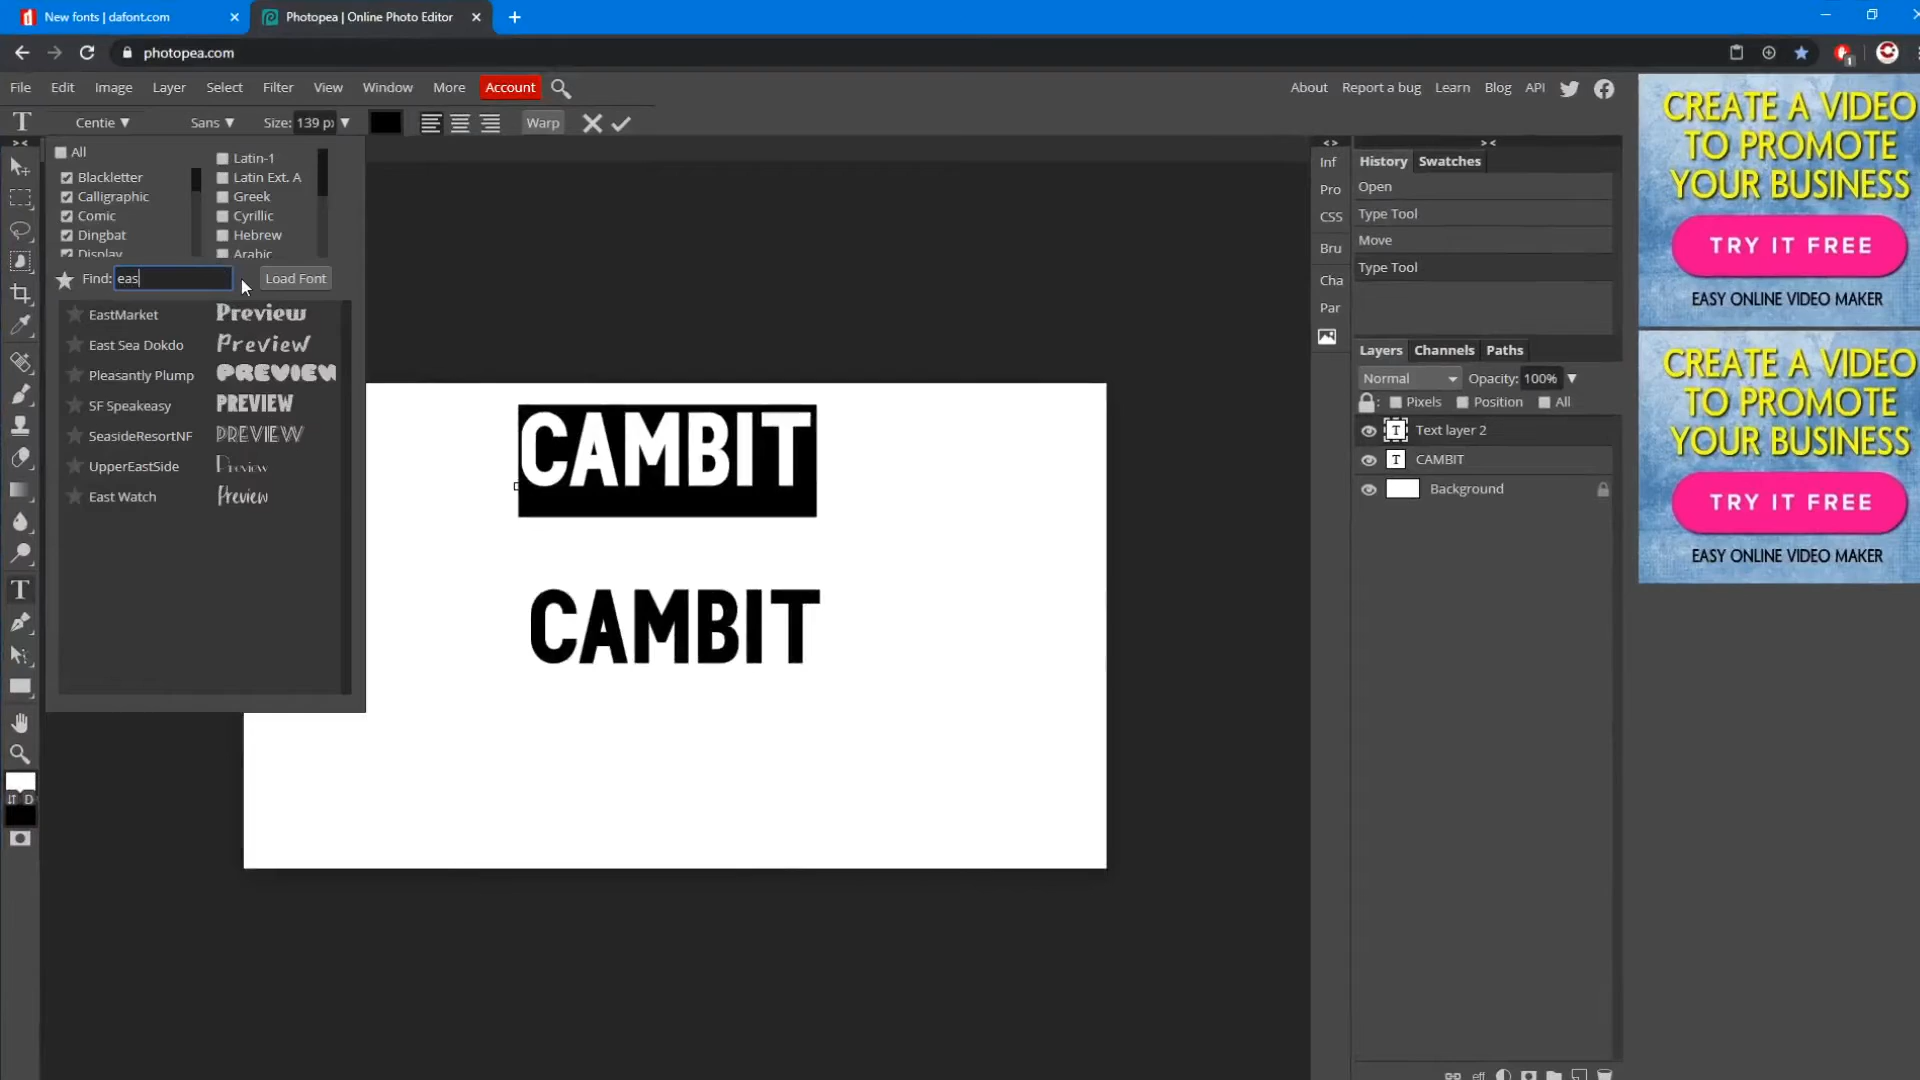 New fonts | dafont.com
Photopea | Online Photo Editor
photopea.com
File Edit Image Layer Select Filter View Window More Account
About Report a bug Learn Blog API
T Centie Sans Size: 139 p Warp
All
Blackletter
Calligraphic
Comic
Dingbat
Display
Latin-1
Latin Ext. A
Greek
Cyrillic
Hebrew
Arabic
Find: eas Load Font
EastMarket Preview
East Sea Dokdo Preview
Pleasantly Plump PREVIEW
SF Speakeasy PREVIEW
SeasideResortNF PREVIEW
UpperEastSide Preview
East Watch Preview
T
D
CAMBIT
CAMBIT
Inf
Pro
CSS
Bru
Cha
Par
History Swatches
Open
Type Tool
Move
Type Tool
Layers Channels Paths
Normal Opacity: 100%
: Pixels Position All
T Text layer 2
T CAMBIT
Background
eff
CREATE A VIDEO
TO PROMOTE
YOUR BUSINESS
TRY IT FREE
EASY ONLINE VIDEO MAKER
CREATE A VIDEO
TO PROMOTE
YOUR BUSINESS
TRY IT FREE
EASY ONLINE VIDEO MAKER